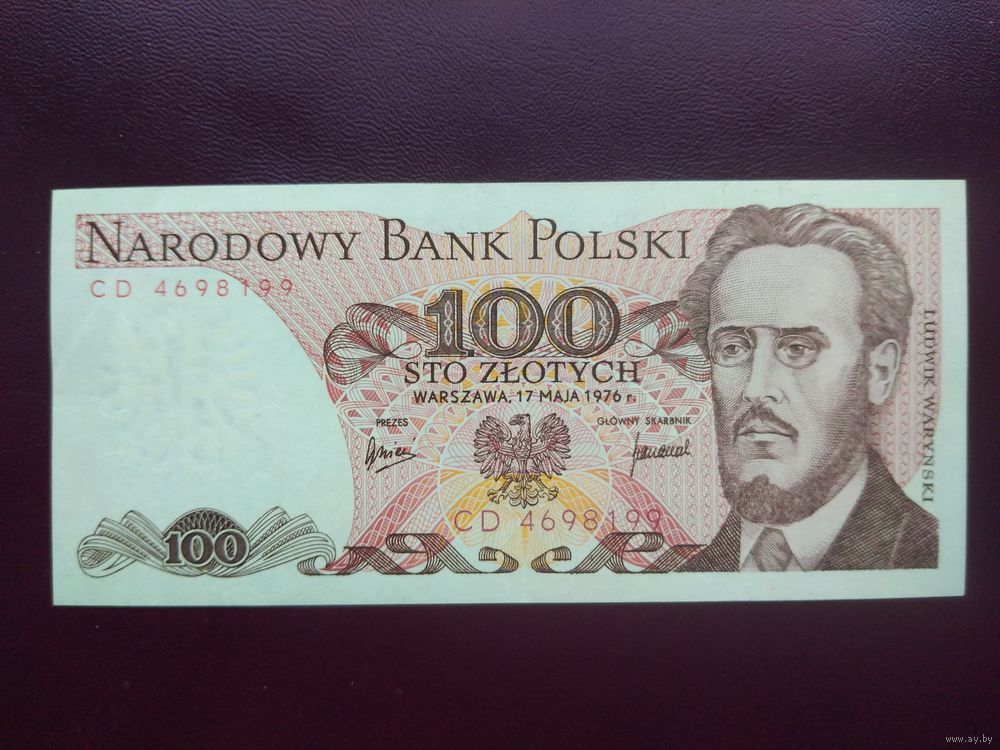 NARODOWY BANK POLSKI
CD 4698199
100
STO ZŁOTYCH
WARSZAWA, 17 MAJA 1976 r.
PREZES
GŁÓWNY SKARBNIK
LUDWIK WARYŃSKI
CD 4698199
100
www.ay.by